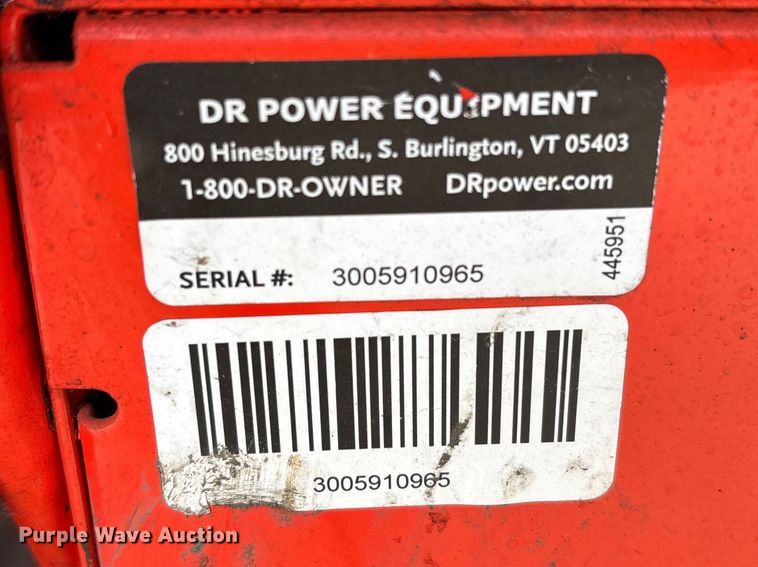 DR POWER EQUIPMENT
800 Hinesburg Rd., S. Burlington, VT 05403
1-800-DR-OWNER DRpower.com
SERIAL #: 3005910965
445951
3005910965
Purple Wave Auction